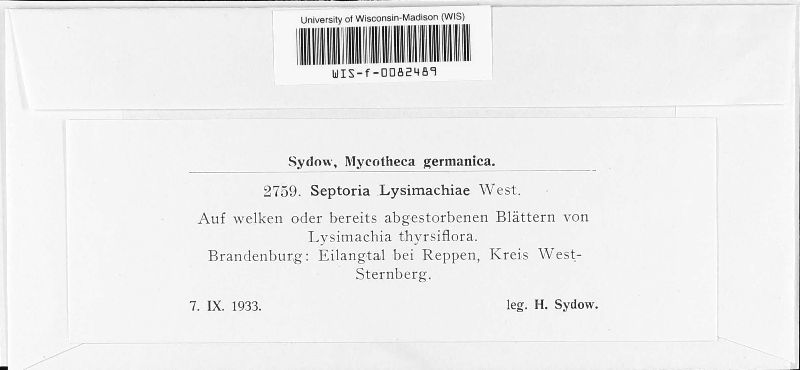 University of Wisconsin-Madison (WIS)
WIS-f-0082489
Sydow, Mycotheca germanica.
2759. Septoria Lysimachiae West.
Auf welken oder bereits abgestorbenen Blättern von
Lysimachia thyrsiflora.
Brandenburg: Eilangtal bei Reppen, Kreis West-
Sternberg.
7. IX. 1933. leg. H. Sydow.